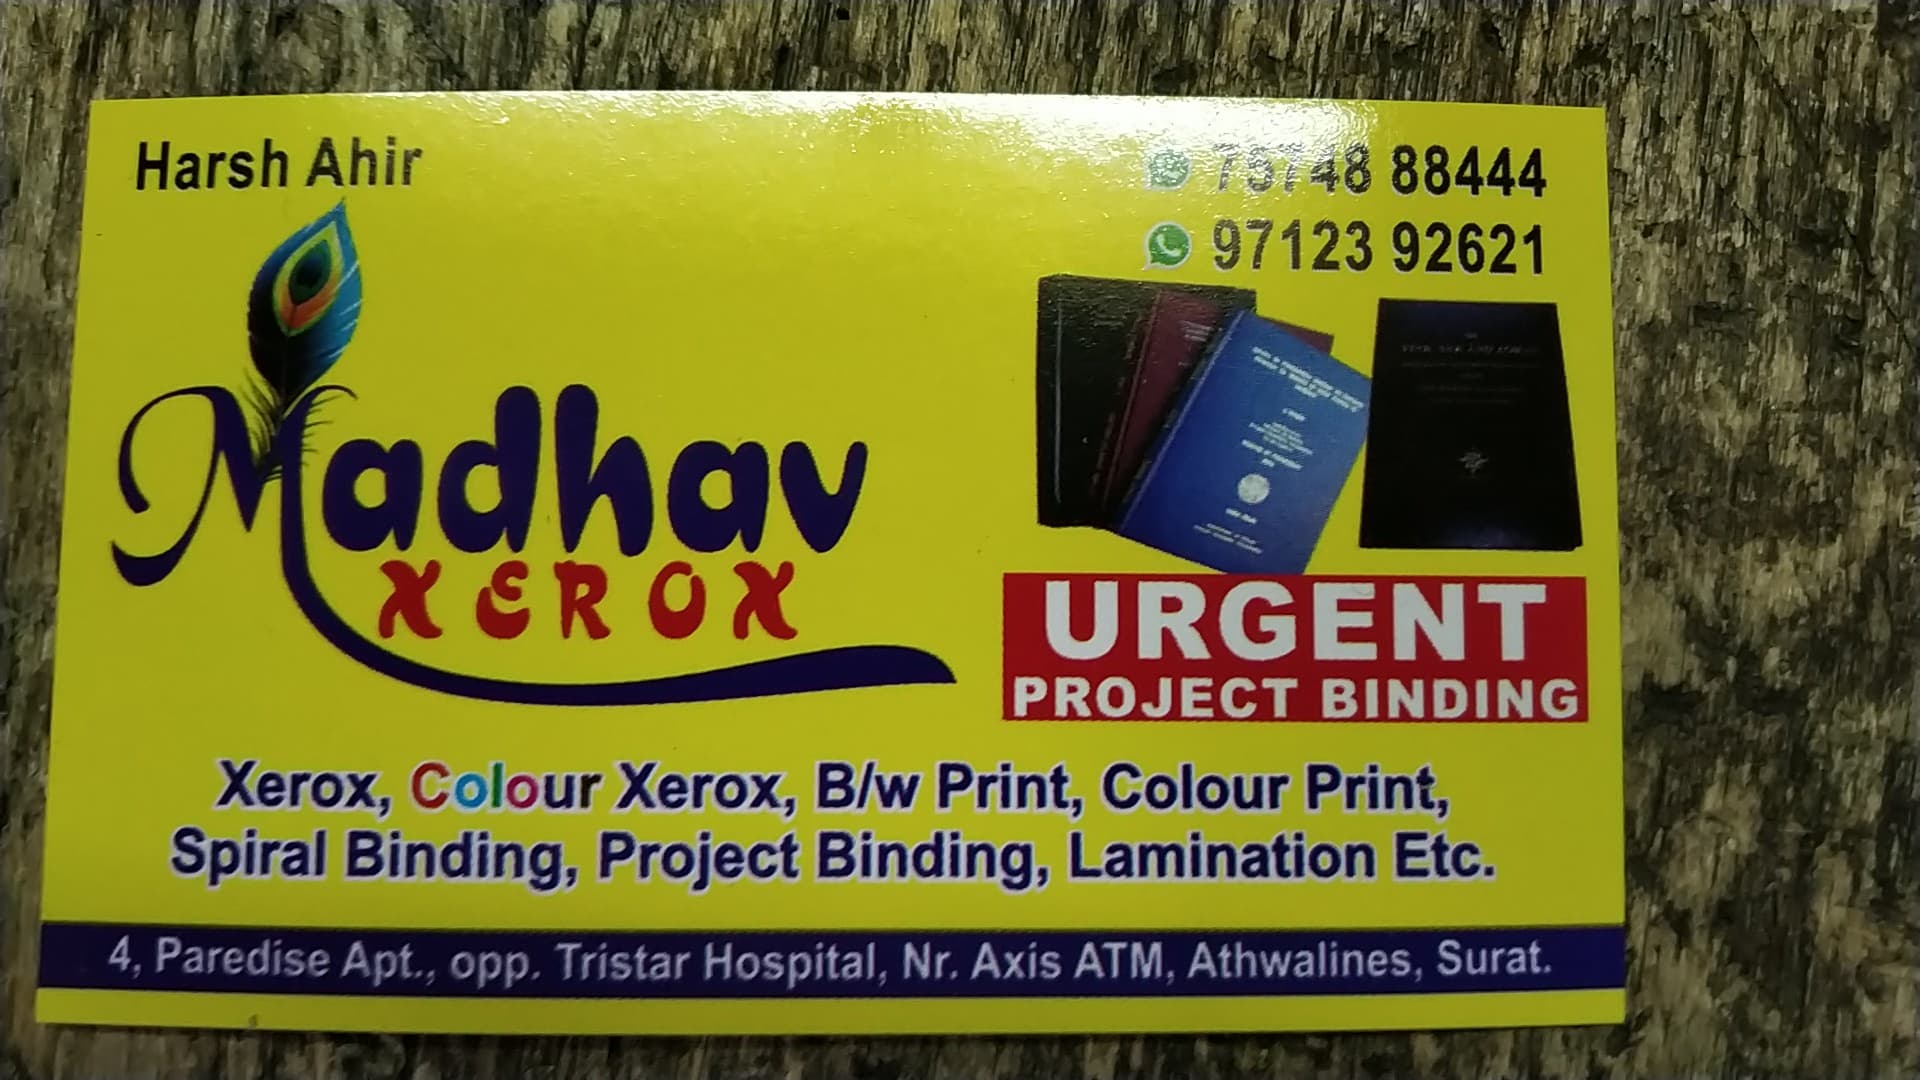 Harsh Ahir
75748 88444
97123 92621
Madhav
XEROX
URGENT
PROJECT BINDING
Xerox, Colour Xerox, B/w Print, Colour Print,
Spiral Binding, Project Binding, Lamination Etc.
4, Paredise Apt., opp. Tristar Hospital, Nr. Axis ATM, Athwalines, Surat.